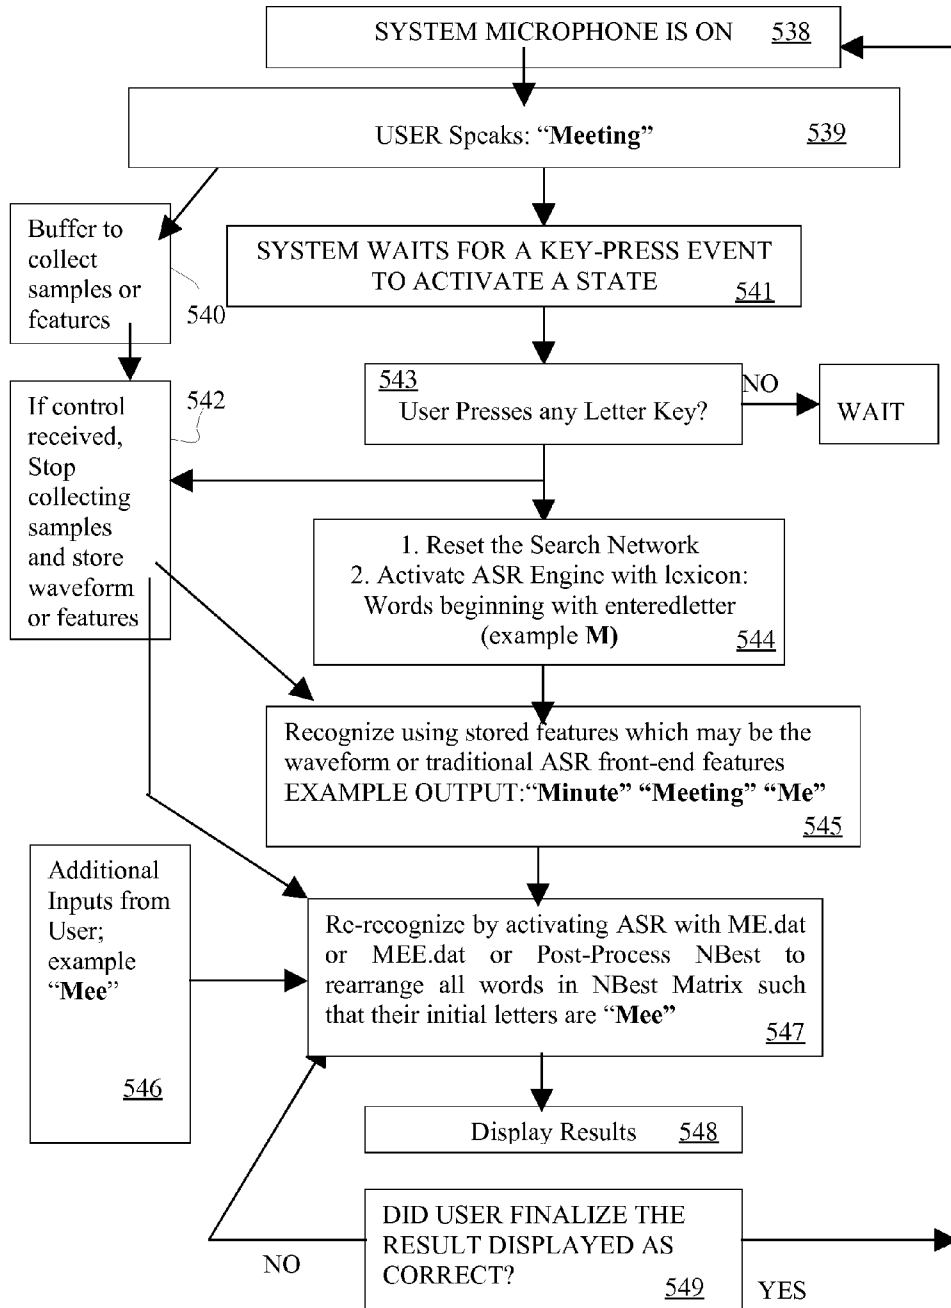 SYSTEM MICROPHONE IS ON 538
USER Speaks: “Meeting” 539
Buffer to
collect
samples or
features
540
SYSTEM WAITS FOR A KEY-PRESS EVENT
TO ACTIVATE A STATE
541
543
User Presses any Letter Key?
NO
WAIT
If control
received,
Stop
collecting
samples
and store
waveform
or features
542
1. Reset the Search Network
2. Activate ASR Engine with lexicon:
Words beginning with enteredletter
(example M)
544
Recognize using stored features which may be the
waveform or traditional ASR front-end features
EXAMPLE OUTPUT:“Minute” “Meeting” “Me”
545
Additional
Inputs from
User;
example
“Mee”
546
Re-recognize by activating ASR with ME.dat
or MEE.dat or Post-Process NBest to
rearrange all words in NBest Matrix such
that their initial letters are “Mee”
547
Display Results 548
DID USER FINALIZE THE
RESULT DISPLAYED AS
CORRECT?
549
NO
YES